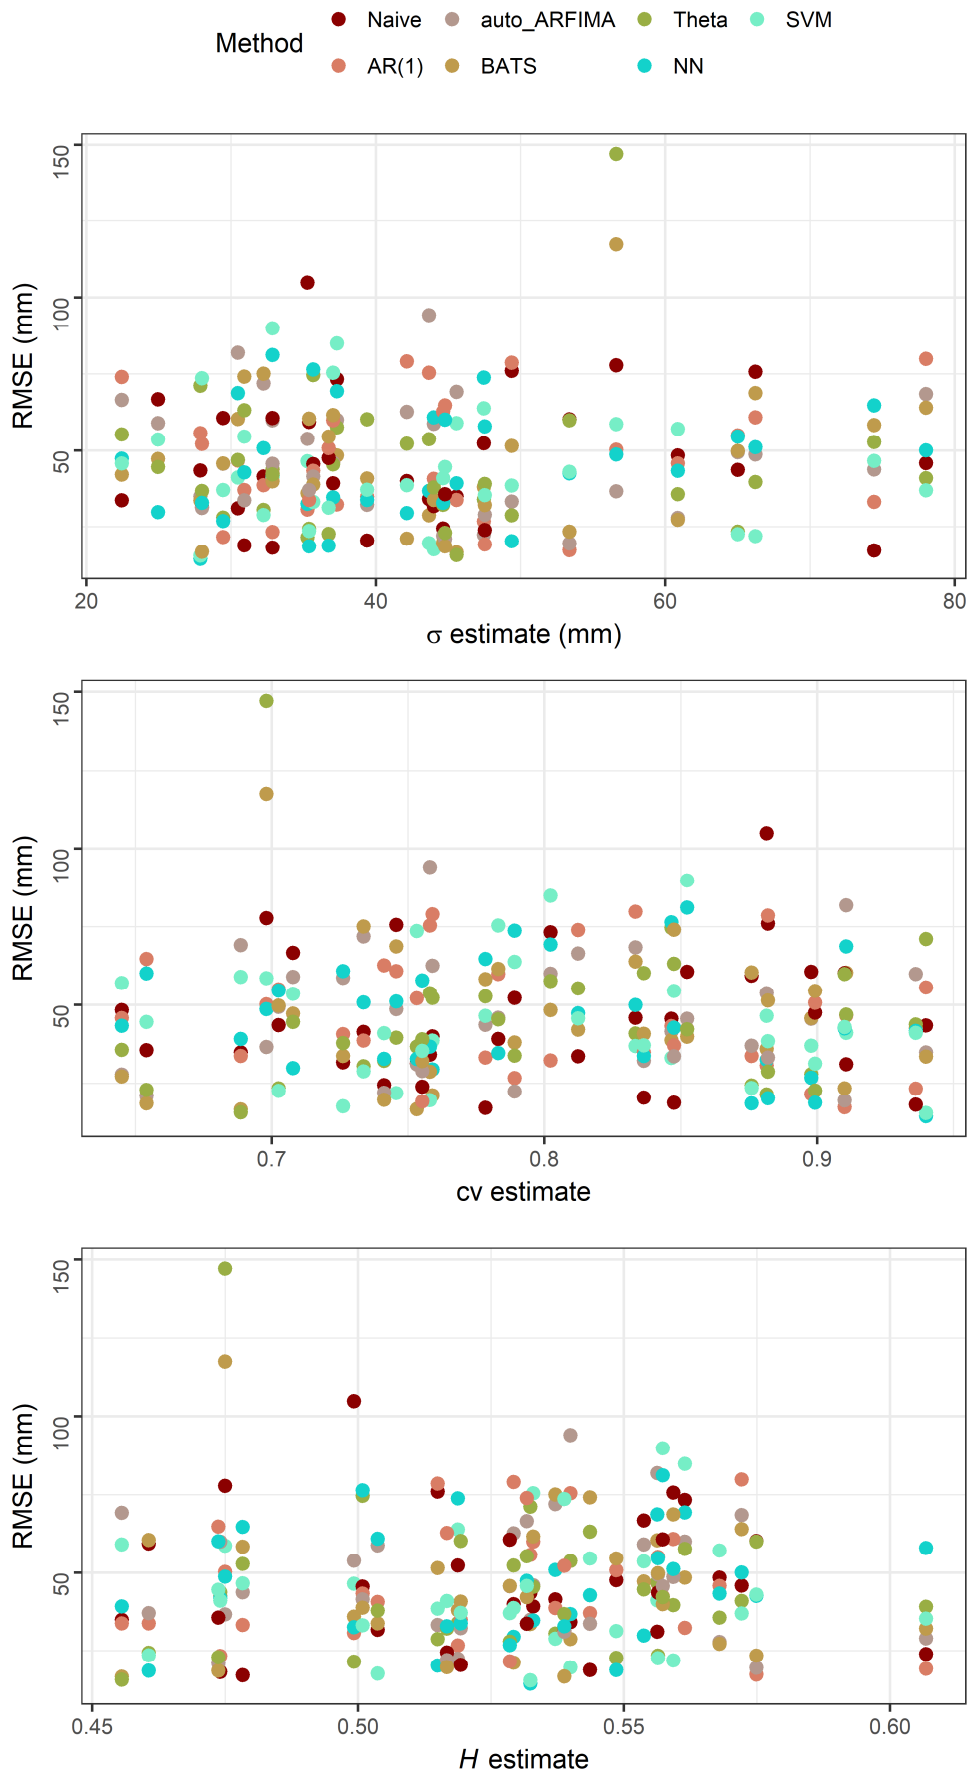 Method
Naive auto_ARFIMA Theta SVM
AR(1) BATS NN
RMSE (mm)
150
100
50
20 40 60 80
σ estimate (mm)
RMSE (mm)
150
100
50
0.7 0.8 0.9
cv estimate
RMSE (mm)
150
100
50
0.45 0.50 0.55 0.60
H estimate